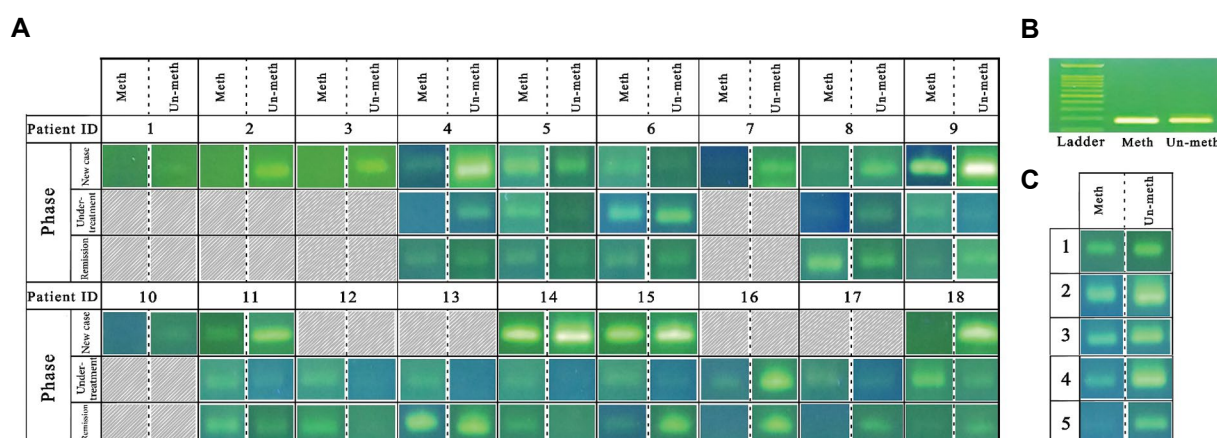 A
Meth Un-meth Meth Un-meth Meth Un-meth Meth Un-meth Meth Un-meth Meth Un-meth Meth Un-meth Meth Un-meth Meth Un-meth
Patient ID 1 2 3 4 5 6 7 8 9
Phase
New case
Under-treatment
Remission
Patient ID 10 11 12 13 14 15 16 17 18
Phase
New case
Under-treatment
Remission
B
Ladder Meth Un-meth
C
Meth Un-meth
1
2
3
4
5